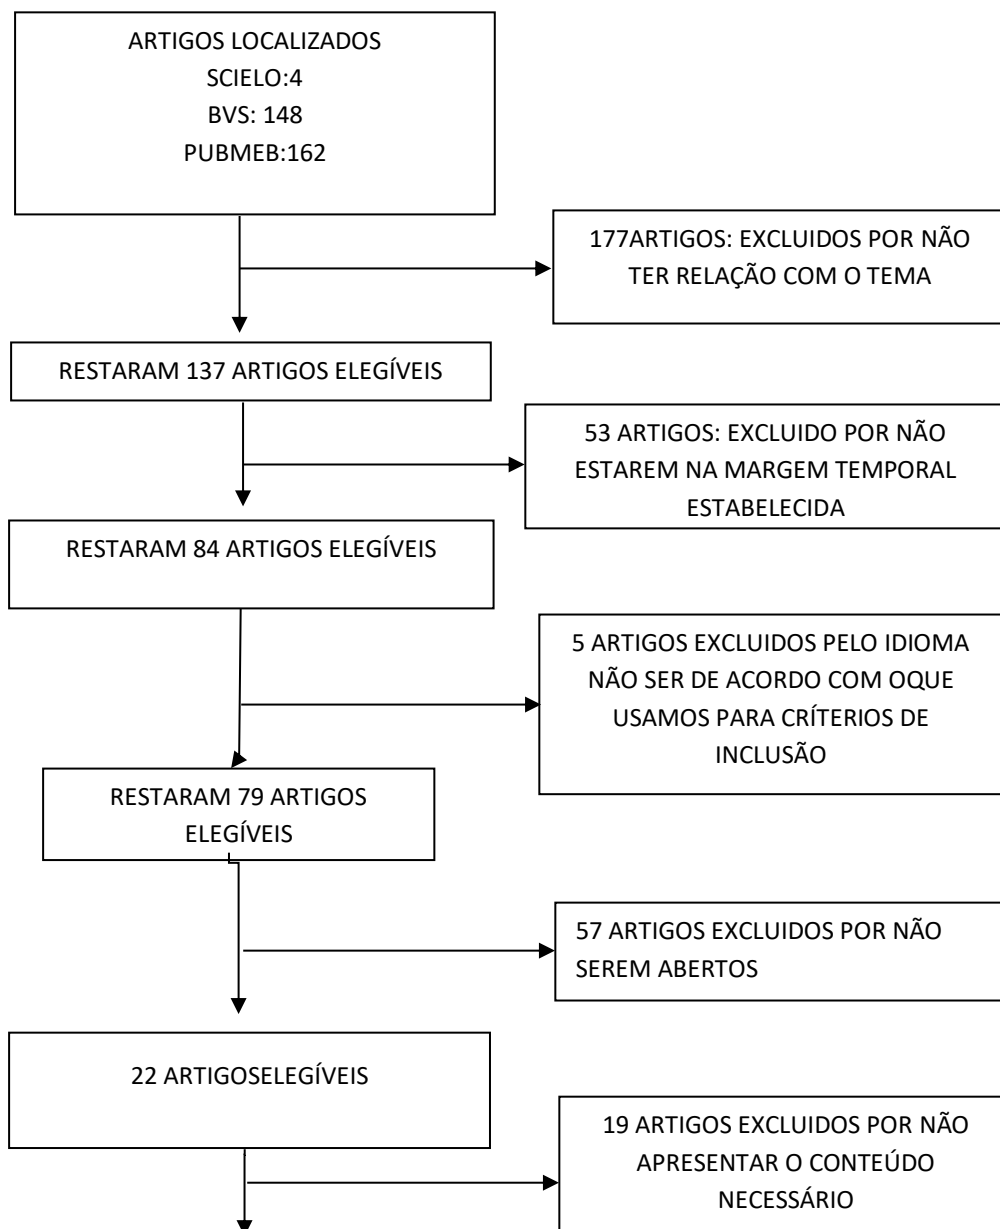 ARTIGOS LOCALIZADOS
SCIELO:4
BVS: 148
PUBMEB:162
177ARTIGOS: EXCLUIDOS POR NÃO
TER RELAÇÃO COM O TEMA
RESTARAM 137 ARTIGOS ELEGÍVEIS
53 ARTIGOS: EXCLUIDO POR NÃO
ESTAREM NA MARGEM TEMPORAL
ESTABELECIDA
RESTARAM 84 ARTIGOS ELEGÍVEIS
5 ARTIGOS EXCLUIDOS PELO IDIOMA
NÃO SER DE ACORDO COM OQUE
USAMOS PARA CRÍTERIOS DE
INCLUSÃO
RESTARAM 79 ARTIGOS
ELEGÍVEIS
57 ARTIGOS EXCLUIDOS POR NÃO
SEREM ABERTOS
22 ARTIGOSELEGÍVEIS
19 ARTIGOS EXCLUIDOS POR NÃO
APRESENTAR O CONTEÚDO
NECESSÁRIO